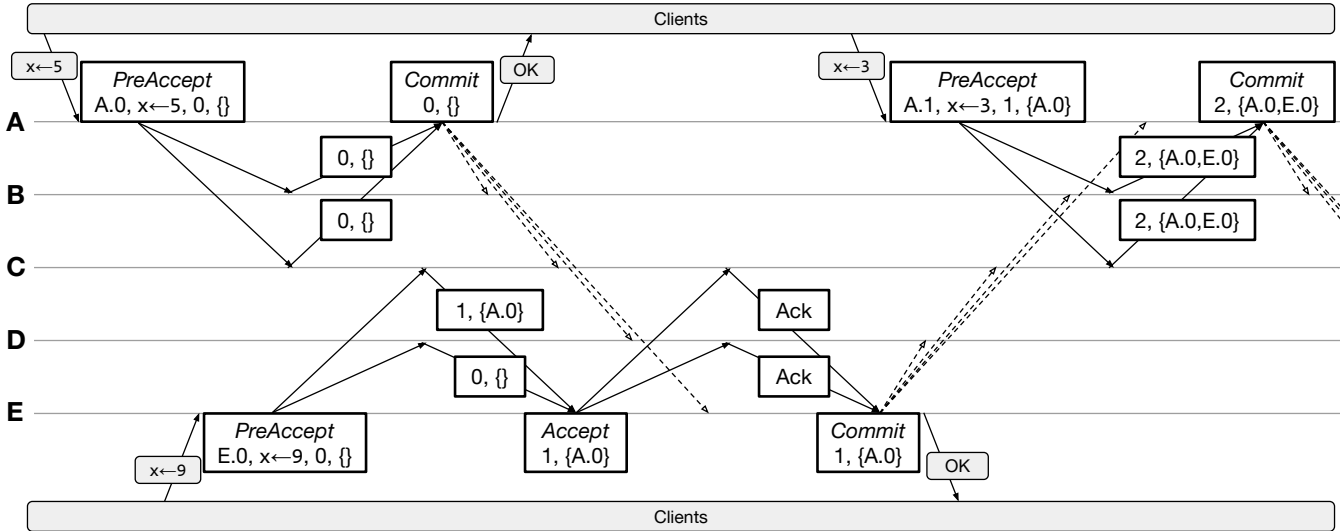 Clients
x←5
PreAccept
A.0, x←5, 0, {}
Commit
0, {}
OK
x←3
PreAccept
A.1, x←3, 1, {A.0}
Commit
2, {A.0,E.0}
A
0, {}
2, {A.0,E.0}
B
0, {}
2, {A.0,E.0}
C
1, {A.0}
Ack
D
0, {}
Ack
E
PreAccept
E.0, x←9, 0, {}
Accept
1, {A.0}
Commit
1, {A.0}
x←9
OK
Clients